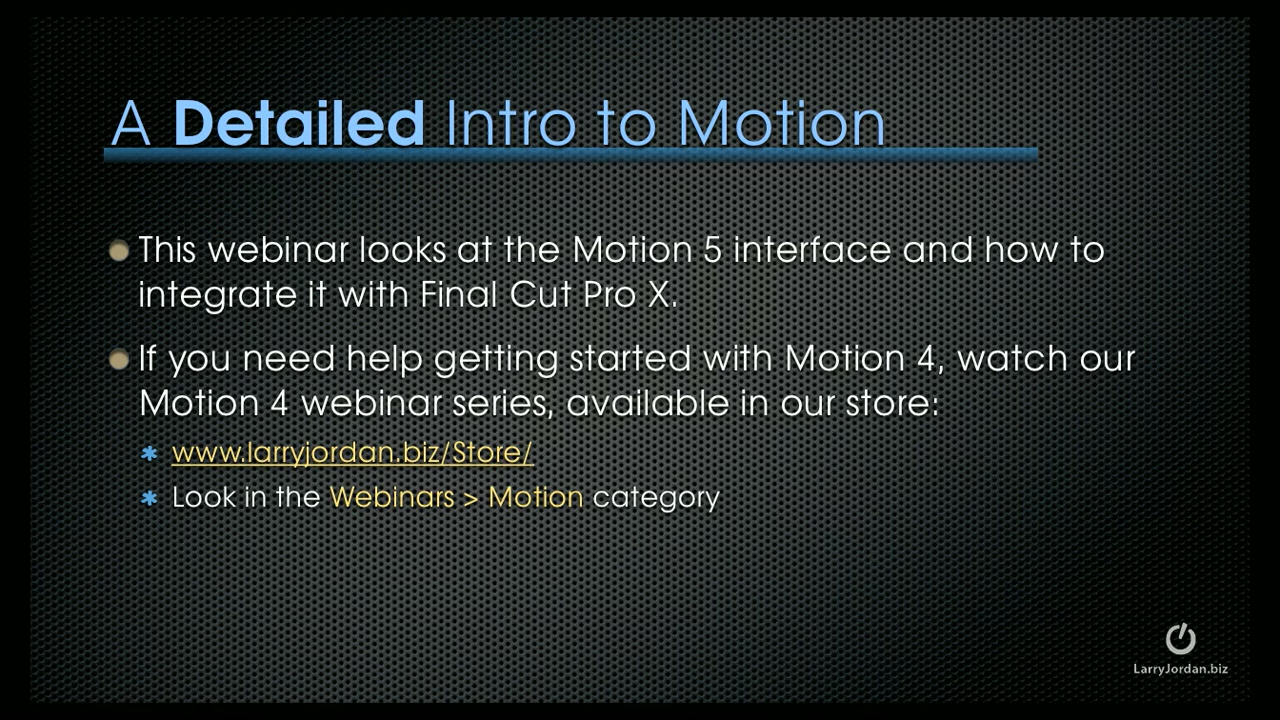 A Detailed Intro to Motion
This webinar looks at the Motion 5 interface and how to
integrate it with Final Cut Pro X.
If you need help getting started with Motion 4, watch our
Motion 4 webinar series, available in our store:
www.larryjordan.biz/Store/
Look in the Webinars > Motion category
LarryJordan.biz